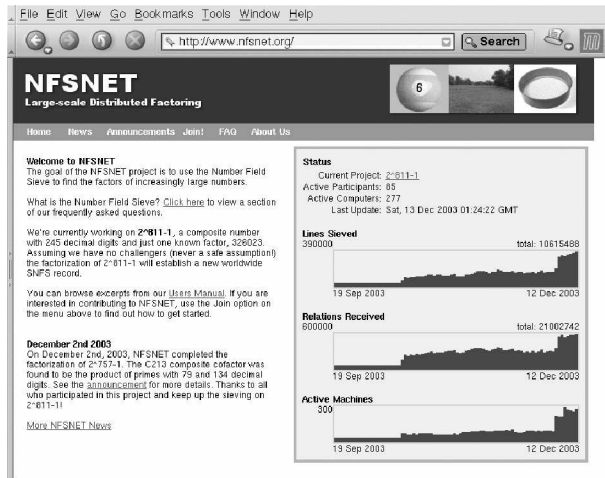 File Edit View Go Bookmarks Tools Window Help
http://www.nfsnet.org/
Search
NFSNET
Large-scale Distributed Factoring
6
Home News Announcements Join! FAQ About Us
Welcome to NFSNET
The goal of the NFSNET project is to use the Number Field
Sieve to find the factors of increasingly large numbers.
What is the Number Field Sieve? Click here to view a section
of our frequently asked questions.
We're currently working on 2^811-1, a composite number
with 245 decimal digits and just one known factor, 326023.
Assuming we have no challengers (never a safe assumption!)
the factorization of 2^811-1 will establish a new worldwide
SNFS record.
You can browse excerpts from our Users Manual. If you are
interested in contributing to NFSNET, use the Join option on
the menu above to find out how to get started.
December 2nd 2003
On December 2nd, 2003, NFSNET completed the
factorization of 2^757-1. The C213 composite cofactor was
found to be the product of primes with 79 and 134 decimal
digits. See the announcement for more details. Thanks to all
who participated in this project and keep up the sieving on
2^811-1!
More NFSNET News
Status
Current Project: 2^811-1
Active Participants: 85
Active Computers: 277
Last Update: Sat, 13 Dec 2003 01:24:22 GMT
Lines Sieved
390000 total: 10615488
19 Sep 2003 12 Dec 2003
Relations Received
600000 total: 21002742
19 Sep 2003 12 Dec 2003
Active Machines
300
19 Sep 2003 12 Dec 2003